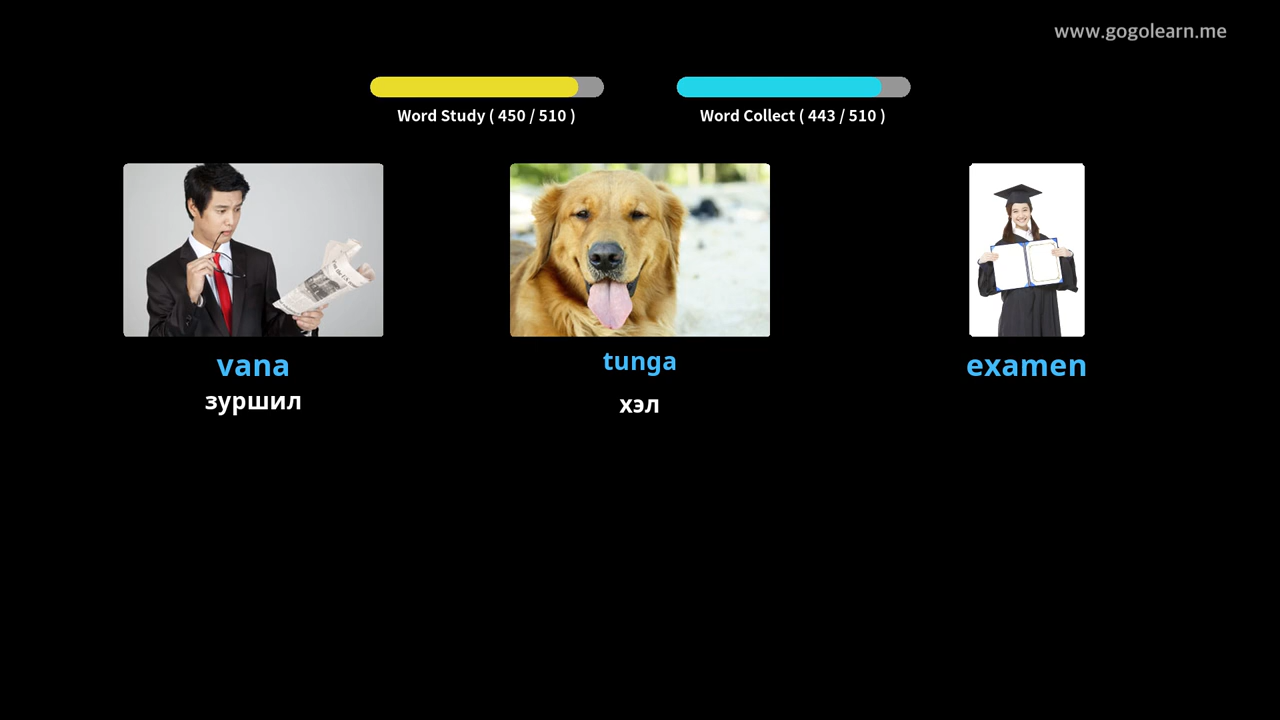 www.gogolearn.me
Word Study ( 450 / 510 )
Word Collect ( 443 / 510 )
vana
tunga
examen
зуршил
хэл